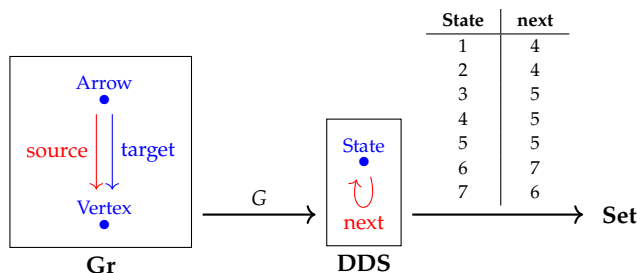 State next
1 4
2 4
3 5
4 5
5 5
6 7
7 6
Arrow
source target
Vertex
Gr
G
State
next
DDS
Set